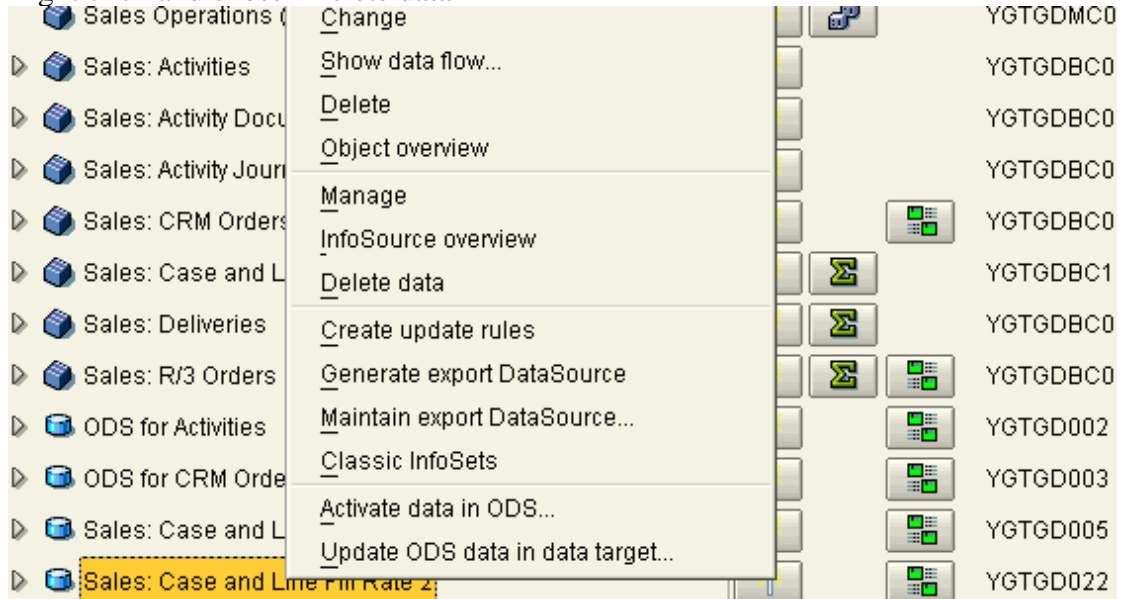 Sales Operations ( Change YGTGDMC0
Sales: Activities Show data flow... YGTGDBC0
Sales: Activity Docu Delete YGTGDBC0
Object overview
Sales: Activity Journ YGTGDBC0
Manage
Sales: CRM Orders YGTGDBC0
InfoSource overview
Sales: Case and L Delete data YGTGDBC1
Sales: Deliveries Create update rules YGTGDBC0
Sales: R/3 Orders Generate export DataSource YGTGDBC0
ODS for Activities Maintain export DataSource... YGTGD002
Classic InfoSets
ODS for CRM Orde YGTGD003
Activate data in ODS...
Sales: Case and L YGTGD005
Update ODS data in data target...
Sales: Case and Line Fill Rate 2 YGTGD022